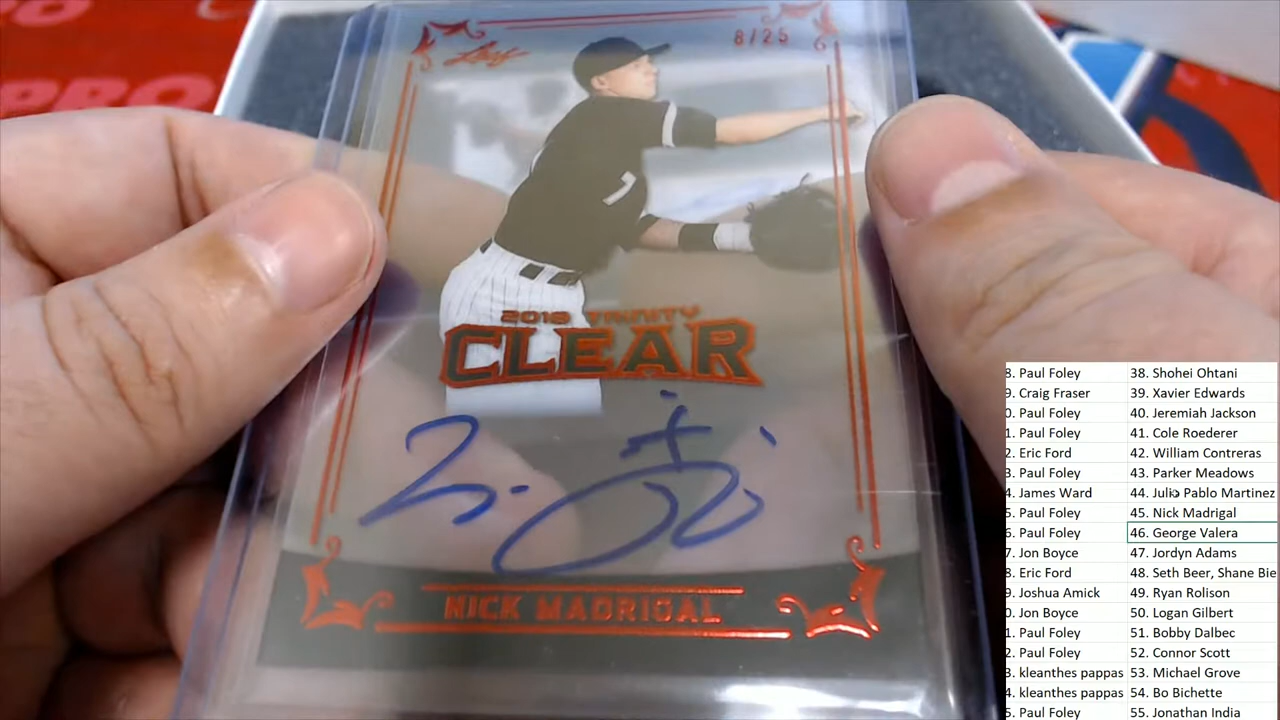 PRO
PRO
Leaf
8/25
1
2018 TRINITY
CLEAR
NICK MADRIGAL
8. Paul Foley 38. Shohei Ohtani
9. Craig Fraser 39. Xavier Edwards
0. Paul Foley 40. Jeremiah Jackson
1. Paul Foley 41. Cole Roederer
2. Eric Ford 42. William Contreras
3. Paul Foley 43. Parker Meadows
4. James Ward 44. Julio Pablo Martinez
5. Paul Foley 45. Nick Madrigal
6. Paul Foley 46. George Valera
7. Jon Boyce 47. Jordyn Adams
8. Eric Ford 48. Seth Beer, Shane Bie
9. Joshua Amick 49. Ryan Rolison
0. Jon Boyce 50. Logan Gilbert
1. Paul Foley 51. Bobby Dalbec
2. Paul Foley 52. Connor Scott
3. kleanthes pappas 53. Michael Grove
4. kleanthes pappas 54. Bo Bichette
5. Paul Foley 55. Jonathan India